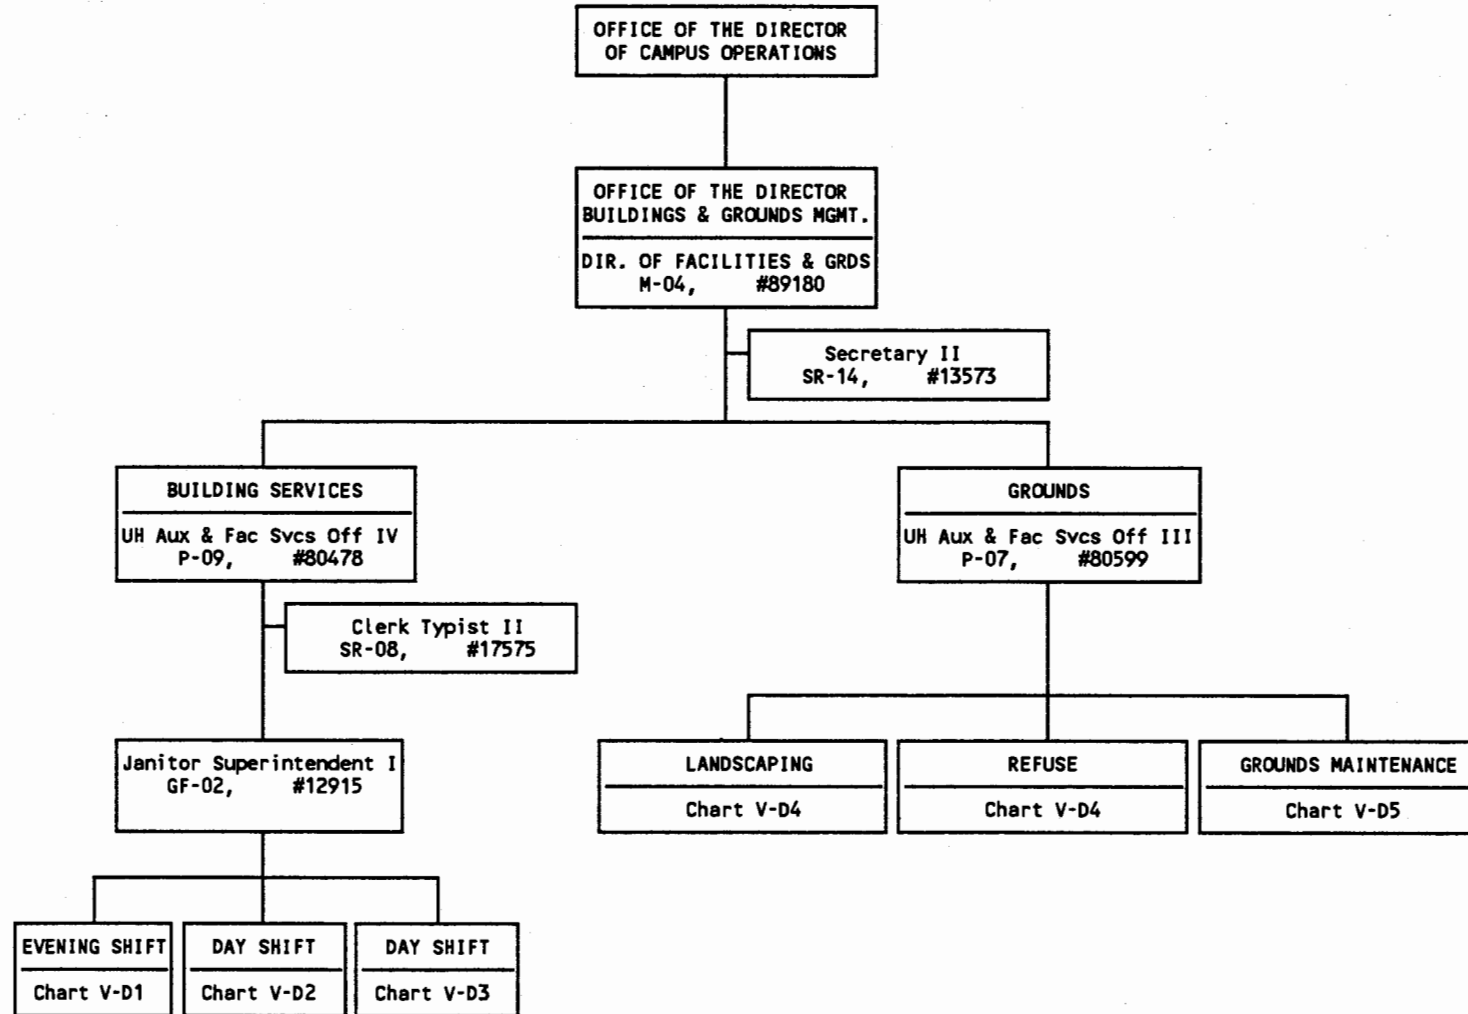 OFFICE OF THE DIRECTOR
OF CAMPUS OPERATIONS
OFFICE OF THE DIRECTOR
BUILDINGS & GROUNDS MGMT.
DIR. OF FACILITIES & GRDS
M-04, #89180
Secretary II
SR-14, #13573
BUILDING SERVICES
UH Aux & Fac Svcs Off IV
P-09, #80478
Clerk Typist II
SR-08, #17575
Janitor Superintendent I
GF-02, #12915
EVENING SHIFT
Chart V-D1
DAY SHIFT
Chart V-D2
DAY SHIFT
Chart V-D3
GROUNDS
UH Aux & Fac Svcs Off III
P-07, #80599
LANDSCAPING
Chart V-D4
REFUSE
Chart V-D4
GROUNDS MAINTENANCE
Chart V-D5